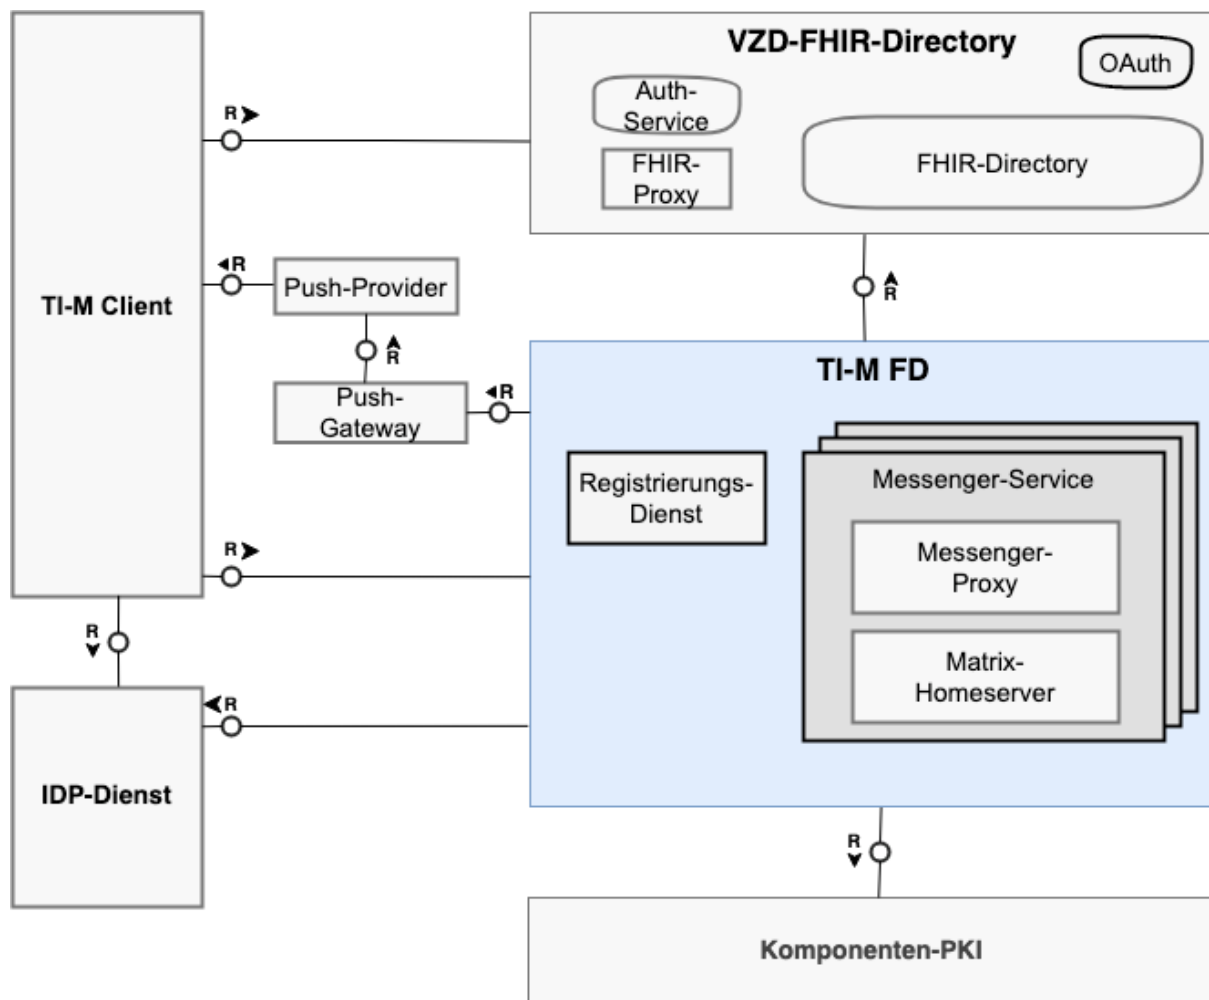 VZD-FHIR-Directory
OAuth
Auth-
Service
FHIR-
Proxy
FHIR-Directory
R
R
Push-Provider
TI-M Client
R
R
Push-
Gateway
R
TI-M FD
Registrierungs-
Dienst
Messenger-Service
Messenger-
Proxy
Matrix-
Homeserver
R
R
R
IDP-Dienst
R
Komponenten-PKI